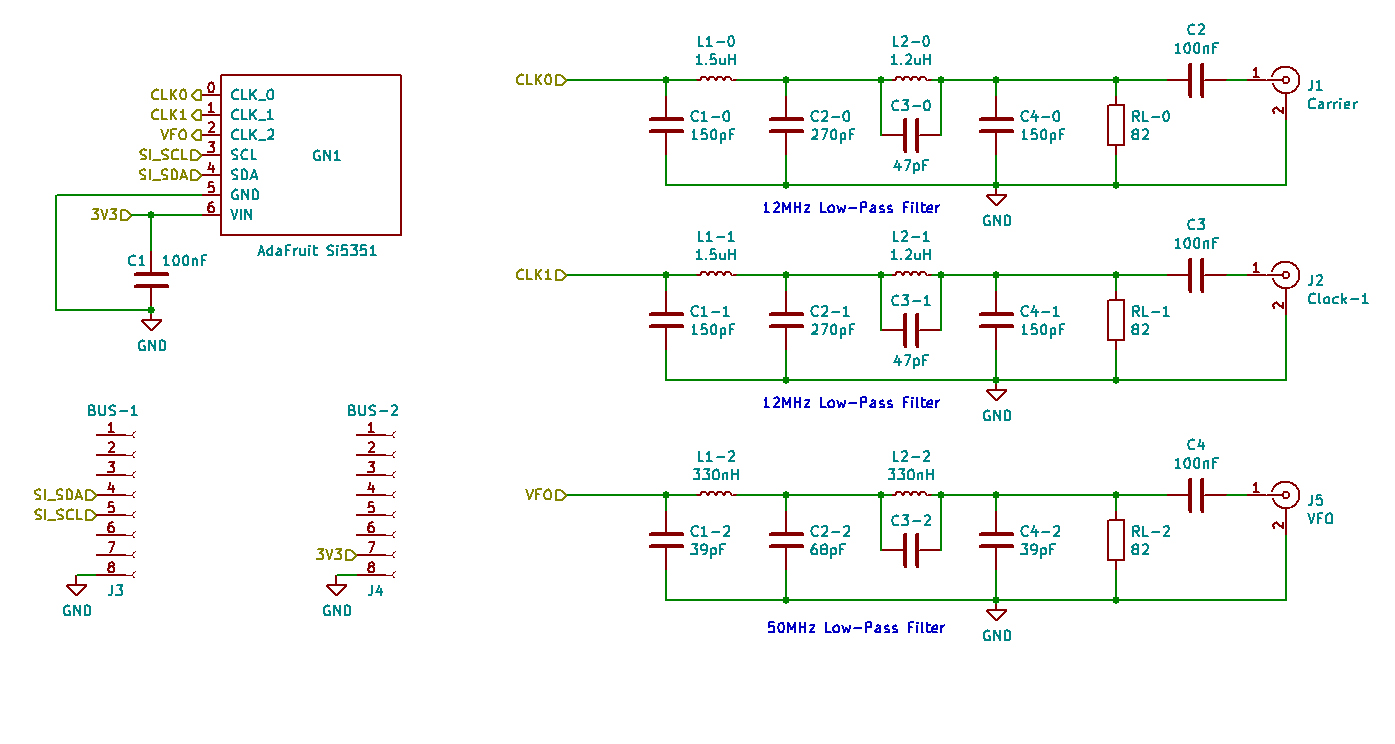 CLK0 0 CLK_0
CLK1 1 CLK_1
VFO 2 CLK_2
SI_SCL 3 SCL
SI_SDA 4 SDA
5 GND
3V3 6 VIN
GN1
AdaFruit Si5351
C1 100nF
GND
BUS-1
1
2
3
SI_SDA 4
SI_SCL 5
6
7
8
J3
GND
BUS-2
1
2
3
4
5
6
3V3 7
8
J4
GND
CLK0
L1-0
1.5uH
L2-0
1.2uH
C2
100nF
C1-0
150pF
C2-0
270pF
C3-0
47pF
C4-0
150pF
RL-0
82
1
2
J1
Carrier
12MHz Low-Pass Filter
GND
CLK1
L1-1
1.5uH
L2-1
1.2uH
C3
100nF
C1-1
150pF
C2-1
270pF
C3-1
47pF
C4-1
150pF
RL-1
82
1
2
J2
Clock-1
12MHz Low-Pass Filter
GND
VFO
L1-2
330nH
L2-2
330nH
C4
100nF
C1-2
39pF
C2-2
68pF
C3-2
C4-2
39pF
RL-2
82
1
2
J5
VFO
50MHz Low-Pass Filter
GND